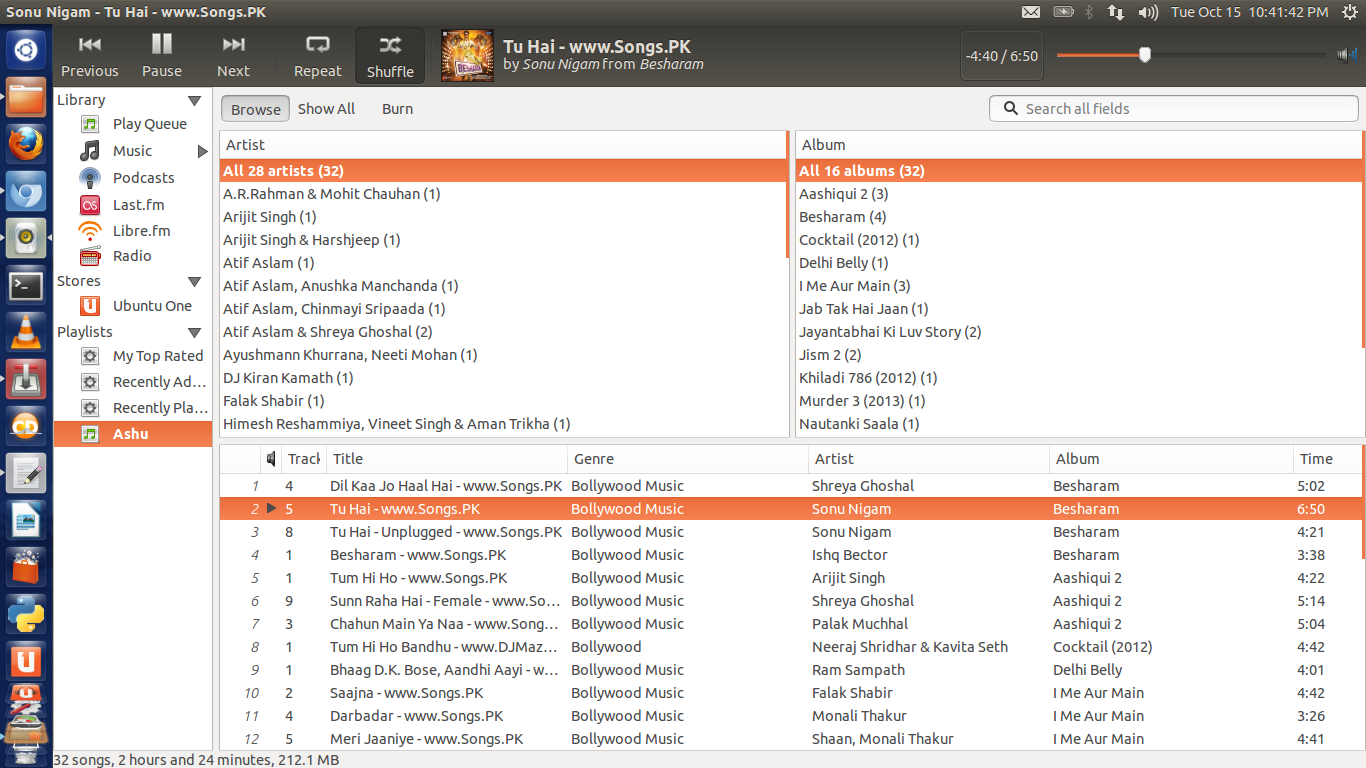 Sonu Nigam - Tu Hai - www.Songs.PK
Tue Oct 15 10:41:42 PM
Previous Pause Next Repeat Shuffle
Tu Hai - www.Songs.PK
by Sonu Nigam from Besharam
-4:40 / 6:50
Library
Play Queue
Music
Podcasts
Last.fm
Libre.fm
Radio
Stores
Ubuntu One
Playlists
My Top Rated
Recently Ad...
Recently Pla...
Ashu
Browse Show All Burn
Search all fields
Artist
All 28 artists (32)
A.R.Rahman & Mohit Chauhan (1)
Arijit Singh (1)
Arijit Singh & Harshjeep (1)
Atif Aslam (1)
Atif Aslam, Anushka Manchanda (1)
Atif Aslam, Chinmayi Sripaada (1)
Atif Aslam & Shreya Ghoshal (2)
Ayushmann Khurrana, Neeti Mohan (1)
DJ Kiran Kamath (1)
Falak Shabir (1)
Himesh Reshammiya, Vineet Singh & Aman Trikha (1)
Album
All 16 albums (32)
Aashiqui 2 (3)
Besharam (4)
Cocktail (2012) (1)
Delhi Belly (1)
I Me Aur Main (3)
Jab Tak Hai Jaan (1)
Jayantabhai Ki Luv Story (2)
Jism 2 (2)
Khiladi 786 (2012) (1)
Murder 3 (2013) (1)
Nautanki Saala (1)
Track Title Genre Artist Album Time
1 4 Dil Kaa Jo Haal Hai - www.Songs.PK Bollywood Music Shreya Ghoshal Besharam 5:02
2 5 Tu Hai - www.Songs.PK Bollywood Music Sonu Nigam Besharam 6:50
3 8 Tu Hai - Unplugged - www.Songs.PK Bollywood Music Sonu Nigam Besharam 4:21
4 1 Besharam - www.Songs.PK Bollywood Music Ishq Bector Besharam 3:38
5 1 Tum Hi Ho - www.Songs.PK Bollywood Music Arijit Singh Aashiqui 2 4:22
6 9 Sunn Raha Hai - Female - www.So... Bollywood Music Shreya Ghoshal Aashiqui 2 5:14
7 3 Chahun Main Ya Naa - www.Song... Bollywood Music Palak Muchhal Aashiqui 2 5:04
8 1 Tum Hi Ho Bandhu - www.DJMaz... Bollywood Neeraj Shridhar & Kavita Seth Cocktail (2012) 4:42
9 1 Bhaag D.K. Bose, Aandhi Aayi - w... Bollywood Music Ram Sampath Delhi Belly 4:01
10 2 Saajna - www.Songs.PK Bollywood Music Falak Shabir I Me Aur Main 4:42
11 4 Darbadar - www.Songs.PK Bollywood Music Monali Thakur I Me Aur Main 3:26
12 5 Meri Jaaniye - www.Songs.PK Bollywood Music Shaan, Monali Thakur I Me Aur Main 4:41
32 songs, 2 hours and 24 minutes, 212.1 MB